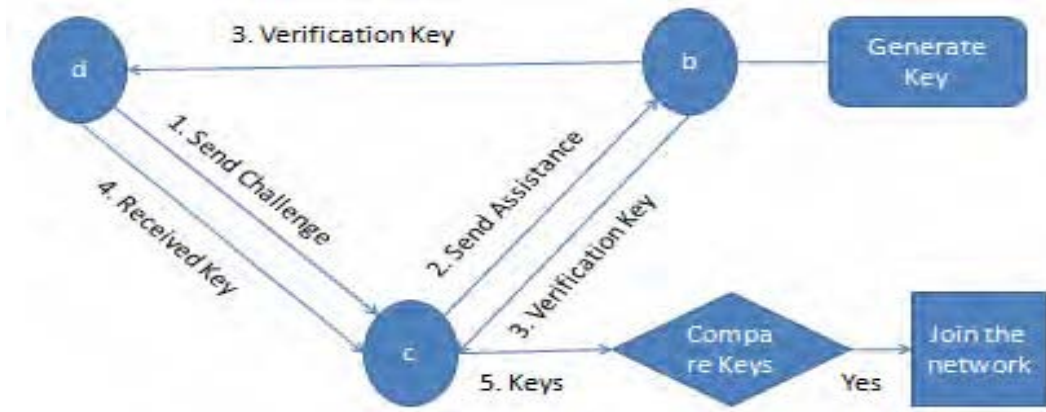 3. Verification Key
d
b
Generate
Key
1. Send Challenge
4. Received Key
2. Send Assistance
3. Verification Key
c
Compa
re Keys
Join the
network
5. Keys
Yes